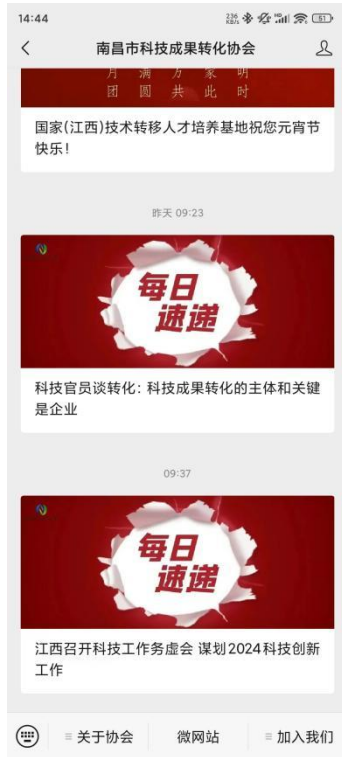 14:44
236 KB/s
51
南昌市科技成果转化协会
月 满 万 家 明
团 圆 共 此 时
国家(江西)技术转移人才培养基地祝您元宵节
快乐!
昨天 09:23
每日
速递
科技官员谈转化: 科技成果转化的主体和关键
是企业
09:37
每日
速递
江西召开科技工作务虚会 谋划2024科技创新
工作
关于协会 微网站 加入我们